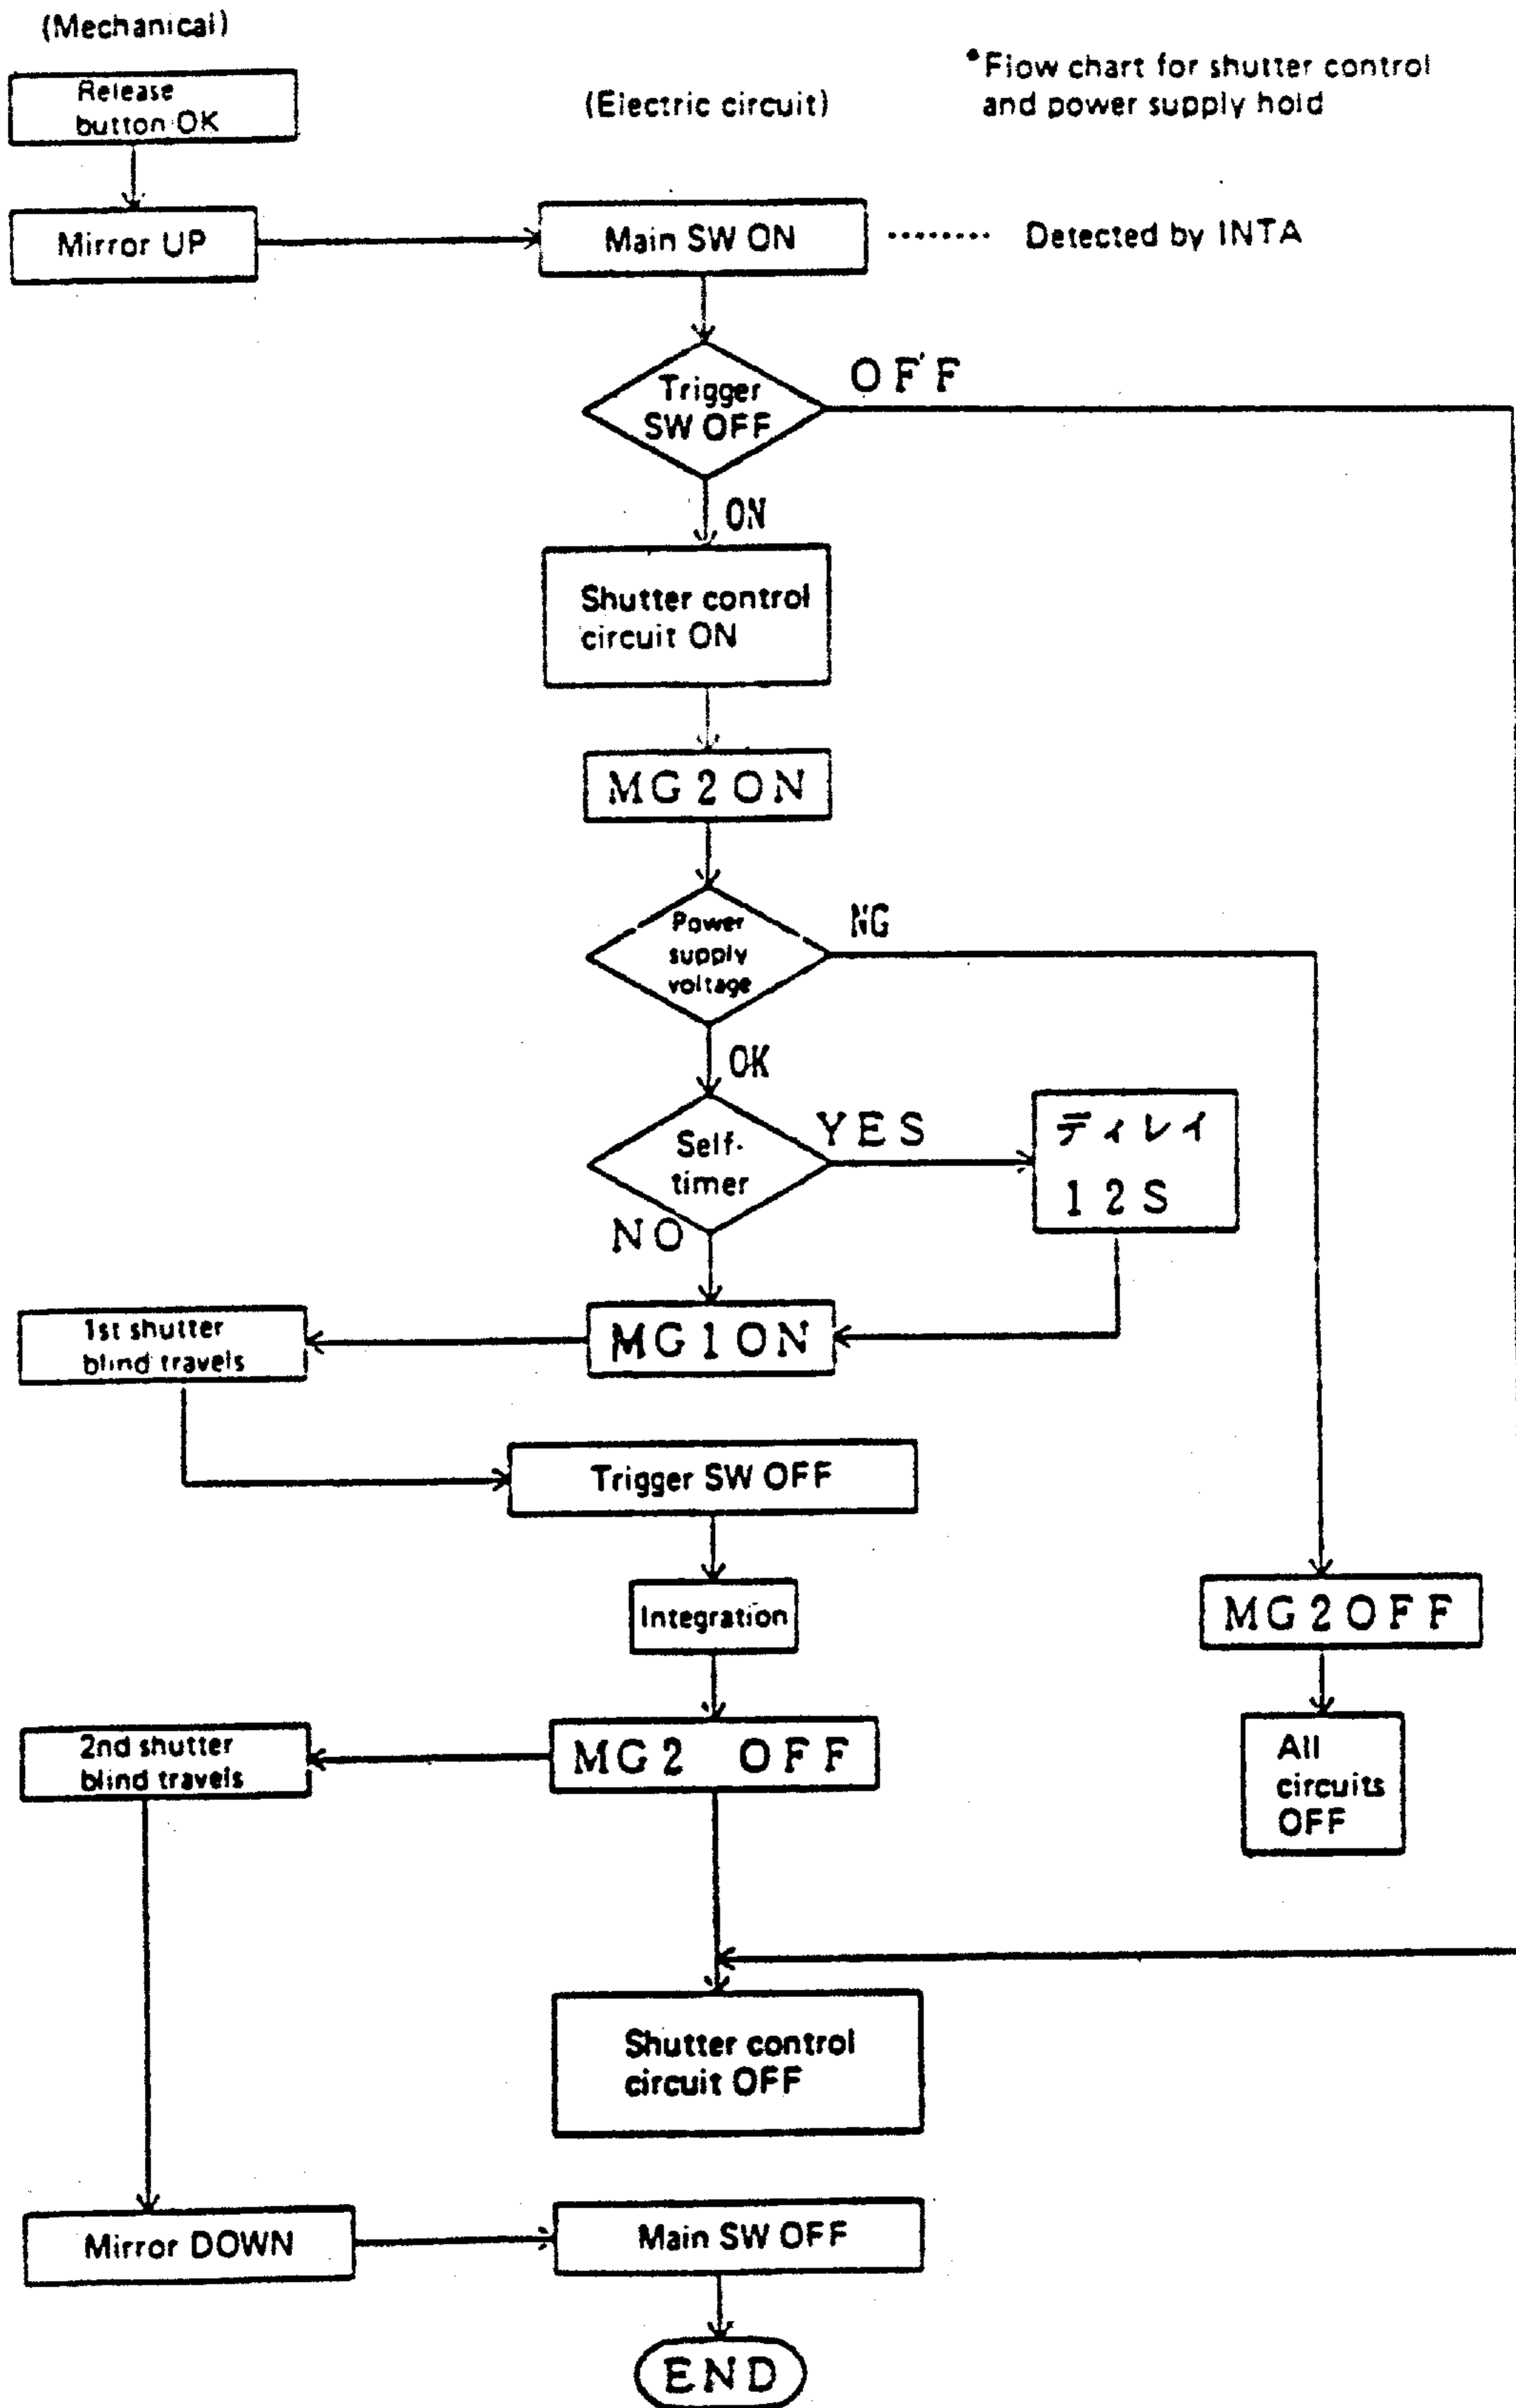 (Mechanical)
*Flow chart for shutter control
and power supply hold
(Electric circuit)
Release
button OK
Mirror UP
Main SW ON
Detected by INTA
Trigger
SW OFF
OFF
ON
Shutter control
circuit ON
MG2ON
Power
supply
voltage
NG
OK
Self-
timer
YES
ディレイ
12S
NO
MG1ON
1st shutter
blind travels
Trigger SW OFF
Integration
MG2OFF
MG2 OFF
2nd shutter
blind travels
All
circuits
OFF
Shutter control
circuit OFF
Mirror DOWN
Main SW OFF
END